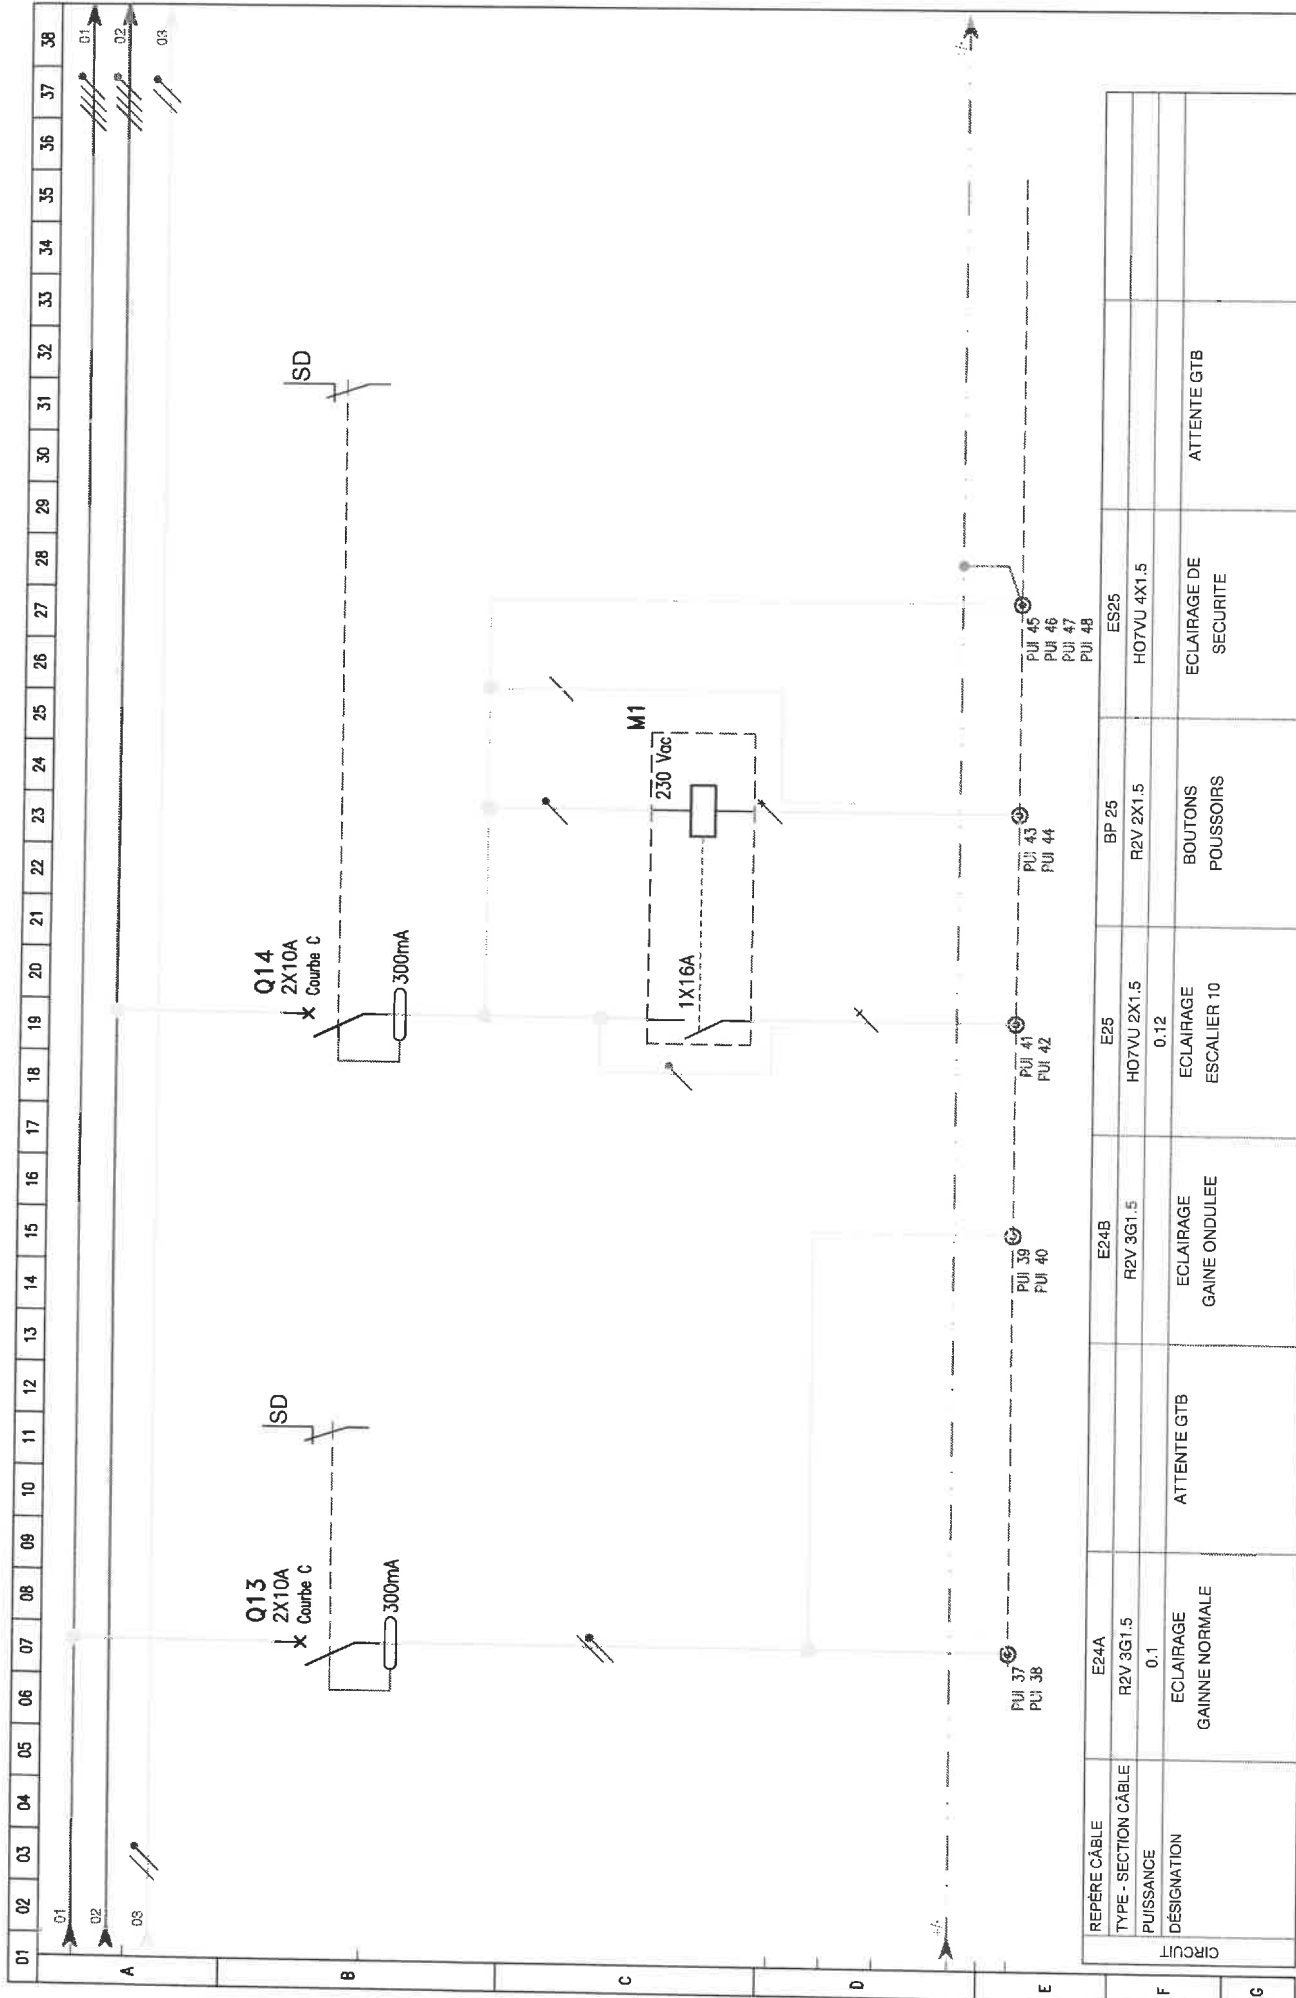 01 02 03 04 05 06 07 08 09 10 11 12 13 14 15 16 17 18 19 20 21 22 23 24 25 26 27 28 29 30 31 32 33 34 35 36 37 38
01
02
03
01
02
03
A
B
C
D
E
F
G
Q13
2X10A
Courbe C
300mA
SD
Q14
2X10A
Courbe C
300mA
SD
M1
230 Vac
1X16A
+/-
+/-
PUI 37
PUI 38
PUI 39
PUI 40
PUI 41
PUI 42
PUI 43
PUI 44
PUI 45
PUI 46
PUI 47
PUI 48
CIRCUIT
REPÈRE CÂBLE E24A E24B E25 BP 25 ES25
TYPE - SECTION CÂBLE R2V 3G1.5 R2V 3G1.5 HO7VU 2X1.5 R2V 2X1.5 HO7VU 4X1.5
PUISSANCE 0.1 0.12
DÉSIGNATION
ECLAIRAGE
GAINNE NORMALE
ATTENTE GTB
ECLAIRAGE
GAINE ONDULEE
ECLAIRAGE
ESCALIER 10
BOUTONS
POUSSOIRS
ECLAIRAGE DE
SECURITE
ATTENTE GTB